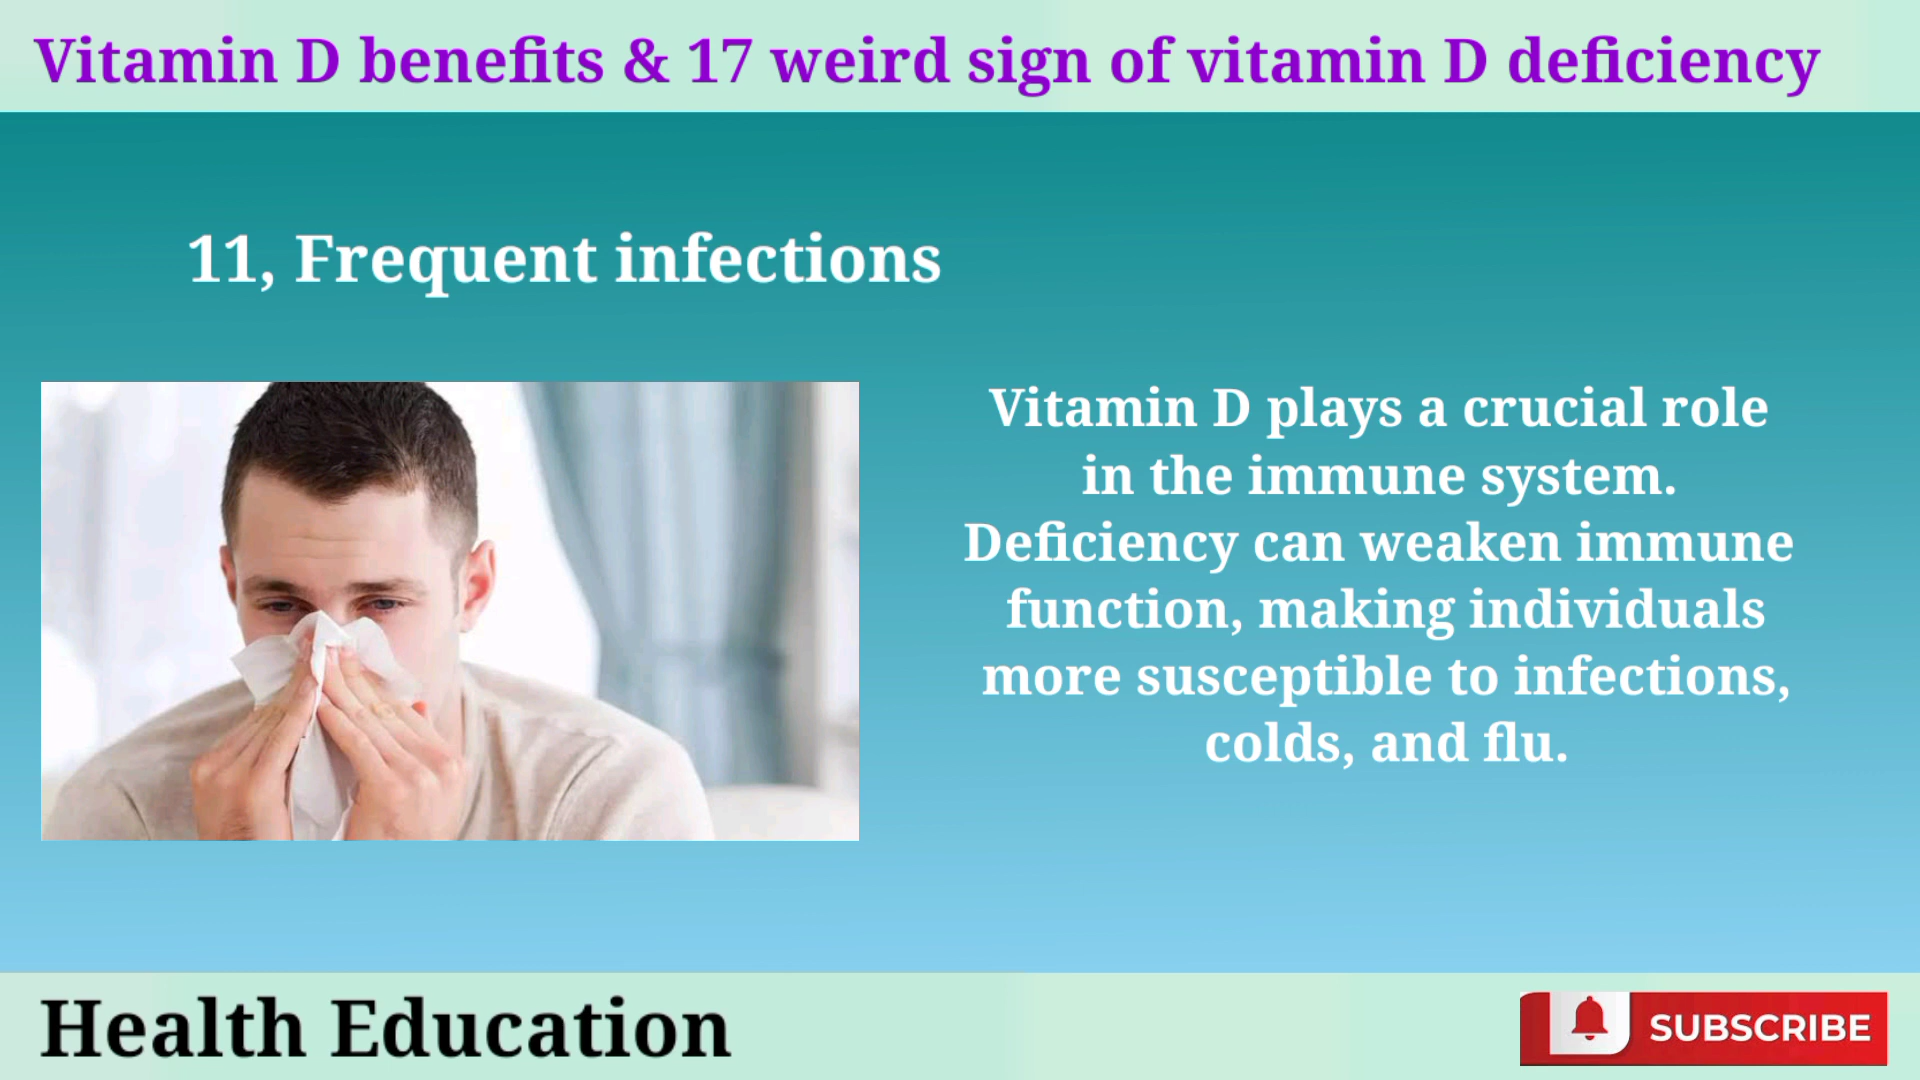 Vitamin D benefits & 17 weird sign of vitamin D deficiency
11, Frequent infections
Vitamin D plays a crucial role
in the immune system.
Deficiency can weaken immune
function, making individuals
more susceptible to infections,
colds, and flu.
Health Education
SUBSCRIBE